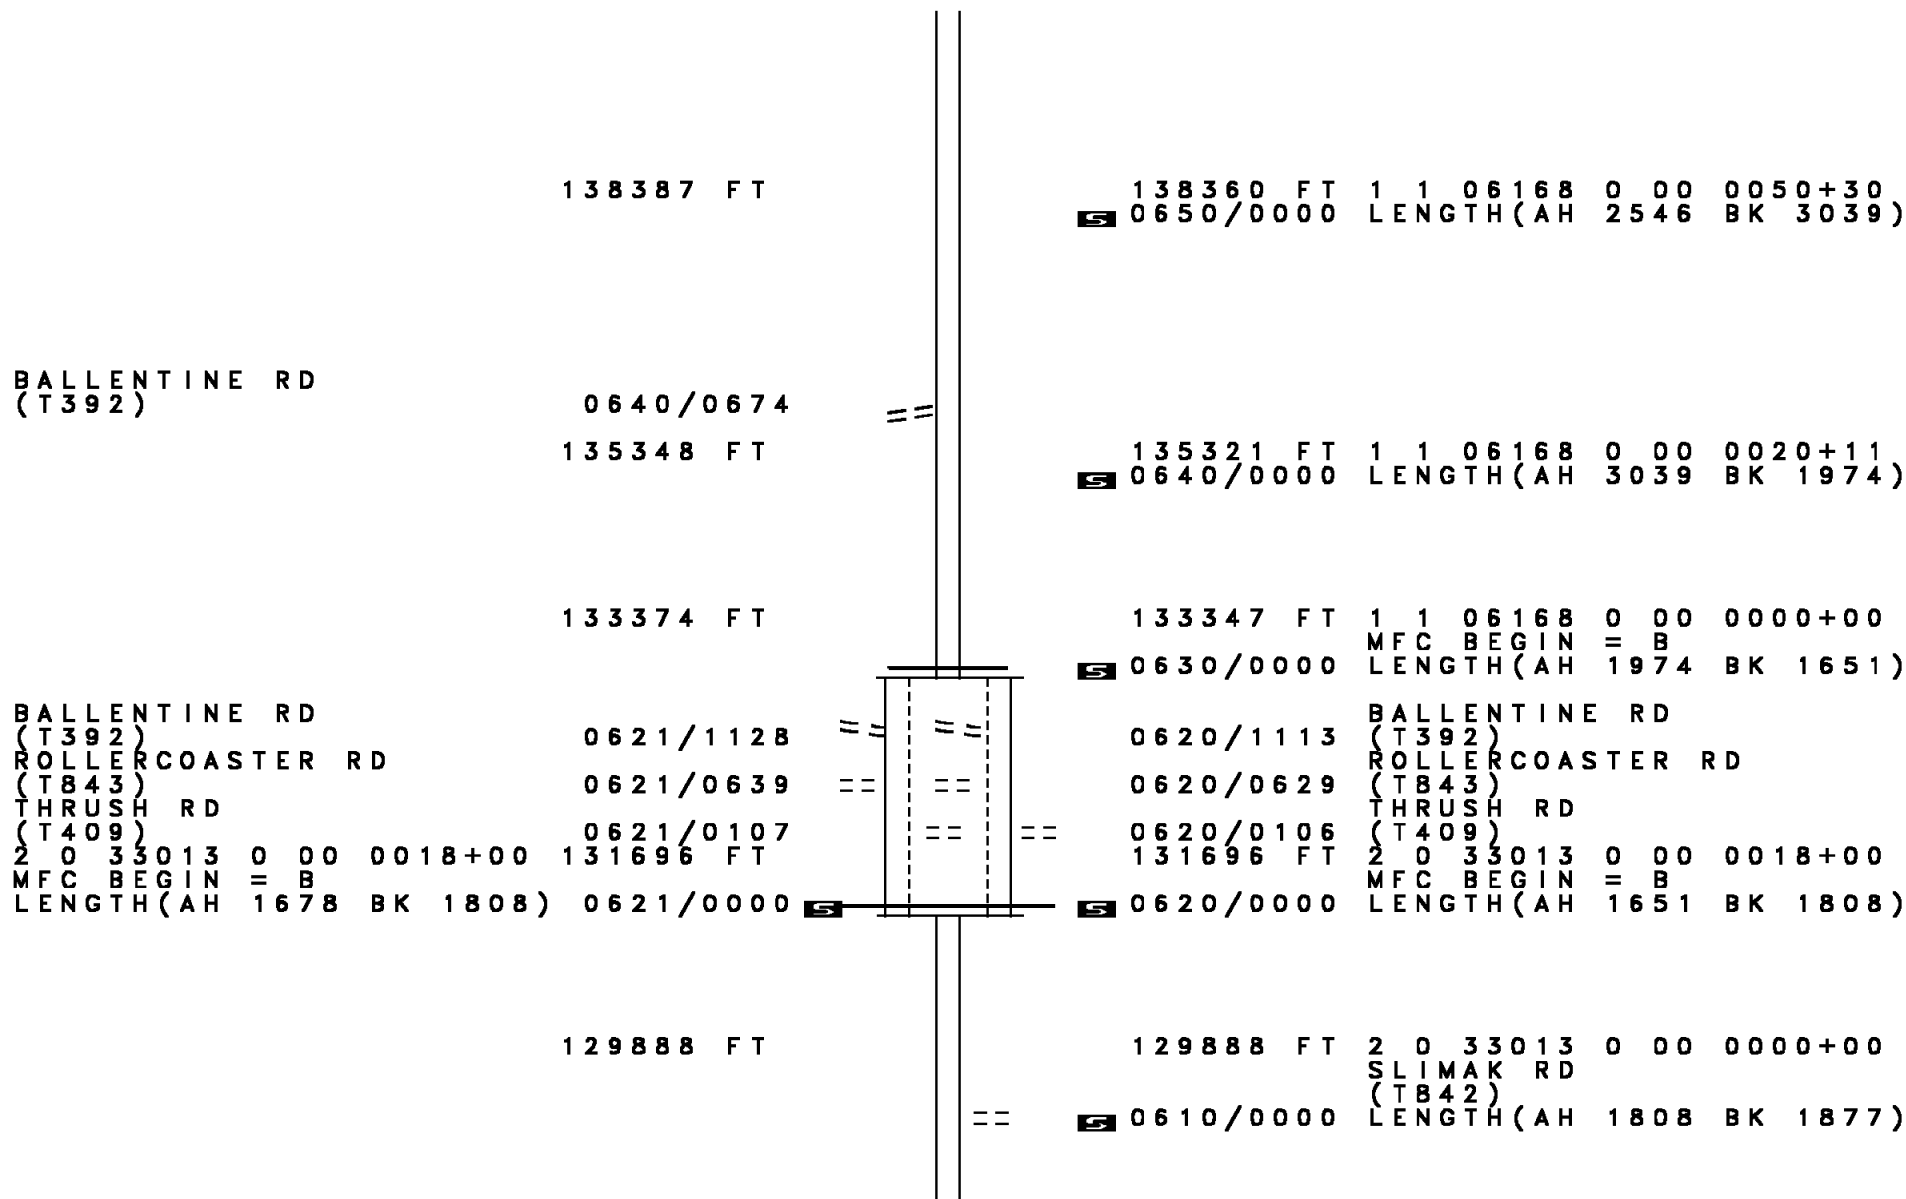 138387 FT 138360 FT 1 1 06168 0 00 0050+30
S 0650/0000 LENGTH(AH 2546 BK 3039)
BALLENTINE RD
(T392) 0640/0674
135348 FT 135321 FT 1 1 06168 0 00 0020+11
S 0640/0000 LENGTH(AH 3039 BK 1974)
133374 FT 133347 FT 1 1 06168 0 00 0000+00
MFC BEGIN = B
S 0630/0000 LENGTH(AH 1974 BK 1651)
BALLENTINE RD BALLENTINE RD
(T392) 0621/1128 0620/1113 (T392)
ROLLERCOASTER RD ROLLERCOASTER RD
(T843) 0621/0639 0620/0629 (T843)
THRUSH RD THRUSH RD
(T409) 0621/0107 0620/0106 (T409)
2 0 33013 0 00 0018+00 131696 FT 131696 FT 2 0 33013 0 00 0018+00
MFC BEGIN = B MFC BEGIN = B
LENGTH(AH 1678 BK 1808) 0621/0000 S S 0620/0000 LENGTH(AH 1651 BK 1808)
129888 FT 129888 FT 2 0 33013 0 00 0000+00
SLIMAK RD
(T842)
S 0610/0000 LENGTH(AH 1808 BK 1877)